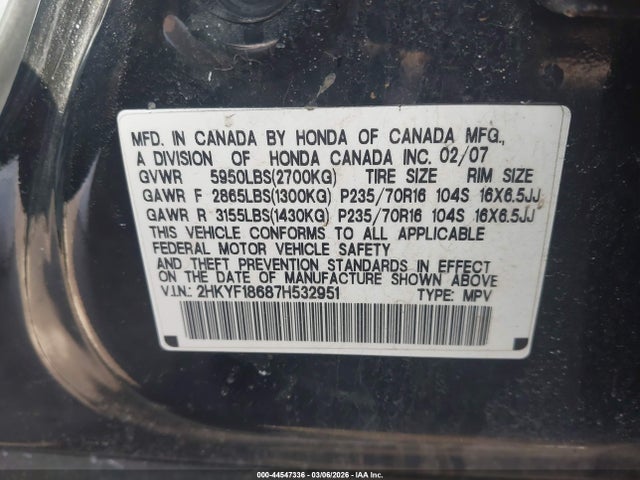 MFD. IN CANADA BY HONDA OF CANADA MFG.,
A DIVISION OF HONDA CANADA INC. 02/07
GVWR 5950LBS(2700KG) TIRE SIZE RIM SIZE
GAWR F 2865LBS(1300KG) P235/70R16 104S 16X6.5JJ
GAWR R 3155LBS(1430KG) P235/70R16 104S 16X6.5JJ
THIS VEHICLE CONFORMS TO ALL APPLICABLE
FEDERAL MOTOR VEHICLE SAFETY
AND THEFT PREVENTION STANDARDS IN EFFECT
ON THE DATE OF MANUFACTURE SHOWN ABOVE
V.I.N.: 2HKYF18687H532951 TYPE: MPV
000-44547336 - 03/06/2026 - IAA Inc.